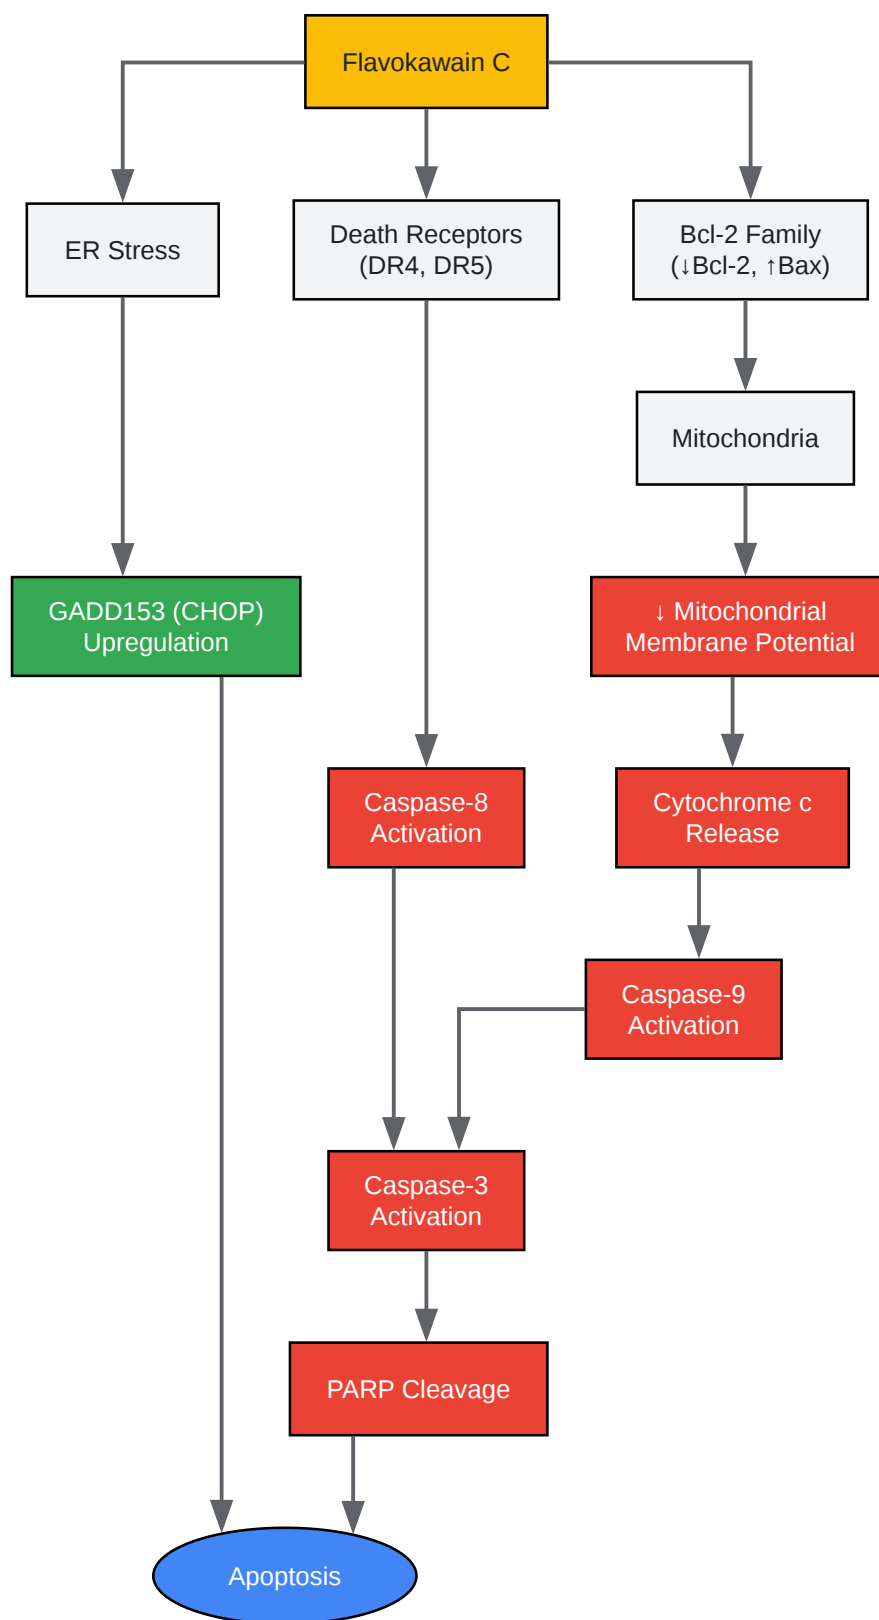 Flavokawain C
ER Stress
Death Receptors
(DR4, DR5)
Bcl-2 Family
(↓Bcl-2, ↑Bax)
Mitochondria
GADD153 (CHOP)
Upregulation
↓ Mitochondrial
Membrane Potential
Caspase-8
Activation
Cytochrome c
Release
Caspase-9
Activation
Caspase-3
Activation
PARP Cleavage
Apoptosis